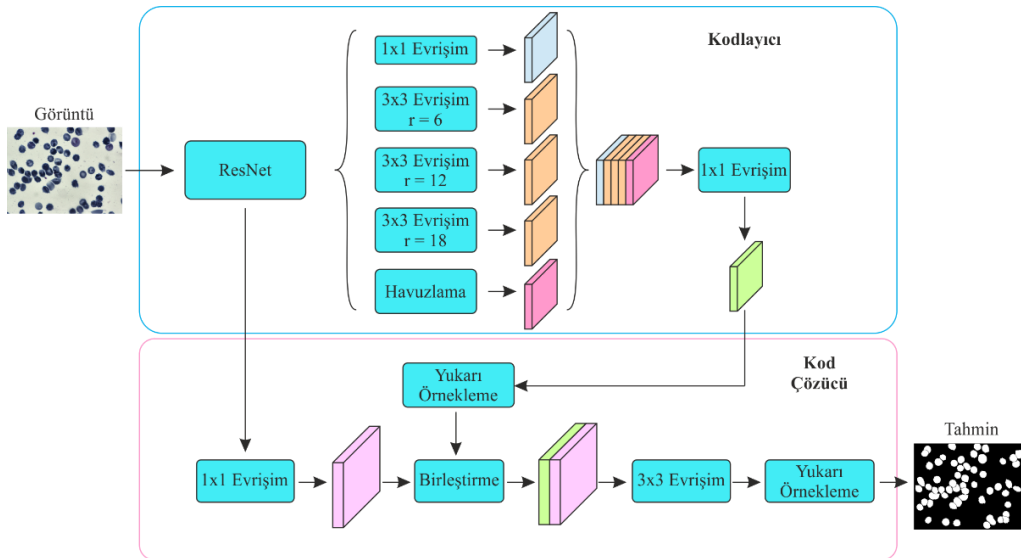 Kodlayıcı
1x1 Evrişim
3x3 Evrişim
r = 6
Görüntü
ResNet
3x3 Evrişim
r = 12
1x1 Evrişim
3x3 Evrişim
r = 18
Havuzlama
Kod
Çözücü
Yukarı
Örnekleme
Tahmin
1x1 Evrişim
Birleştirme
3x3 Evrişim
Yukarı
Örnekleme